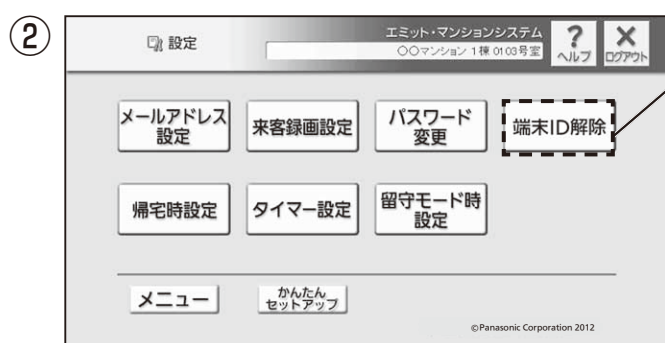 ②
設定
エミット・マンションシステム
○○マンション 1棟 0103号室
?
ヘルプ
×
ログアウト
メールアドレス
設定
来客録画設定
パスワード
変更
端末ID解除
帰宅時設定
タイマー設定
留守モード時
設定
メニュー
かんたん
セットアップ
©Panasonic Corporation 2012